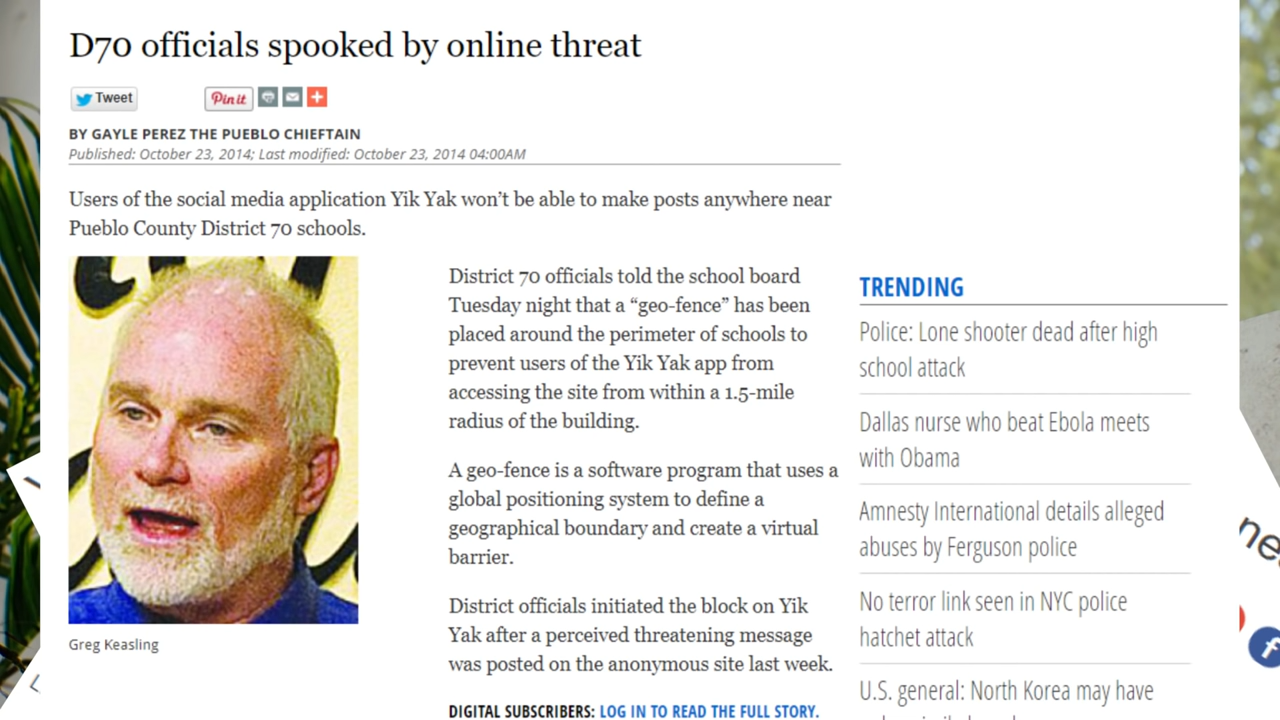 D70 officials spooked by online threat
Tweet
Pin it
BY GAYLE PEREZ THE PUEBLO CHIEFTAIN
Published: October 23, 2014; Last modified: October 23, 2014 04:00AM
Users of the social media application Yik Yak won’t be able to make posts anywhere near
Pueblo County District 70 schools.
District 70 officials told the school board
Tuesday night that a “geo-fence” has been
placed around the perimeter of schools to
prevent users of the Yik Yak app from
accessing the site from within a 1.5-mile
radius of the building.
A geo-fence is a software program that uses a
global positioning system to define a
geographical boundary and create a virtual
barrier.
District officials initiated the block on Yik
Yak after a perceived threatening message
was posted on the anonymous site last week.
DIGITAL SUBSCRIBERS: LOG IN TO READ THE FULL STORY.
Greg Keasling
TRENDING
Police: Lone shooter dead after high
school attack
Dallas nurse who beat Ebola meets
with Obama
Amnesty International details alleged
abuses by Ferguson police
No terror link seen in NYC police
hatchet attack
U.S. general: North Korea may have